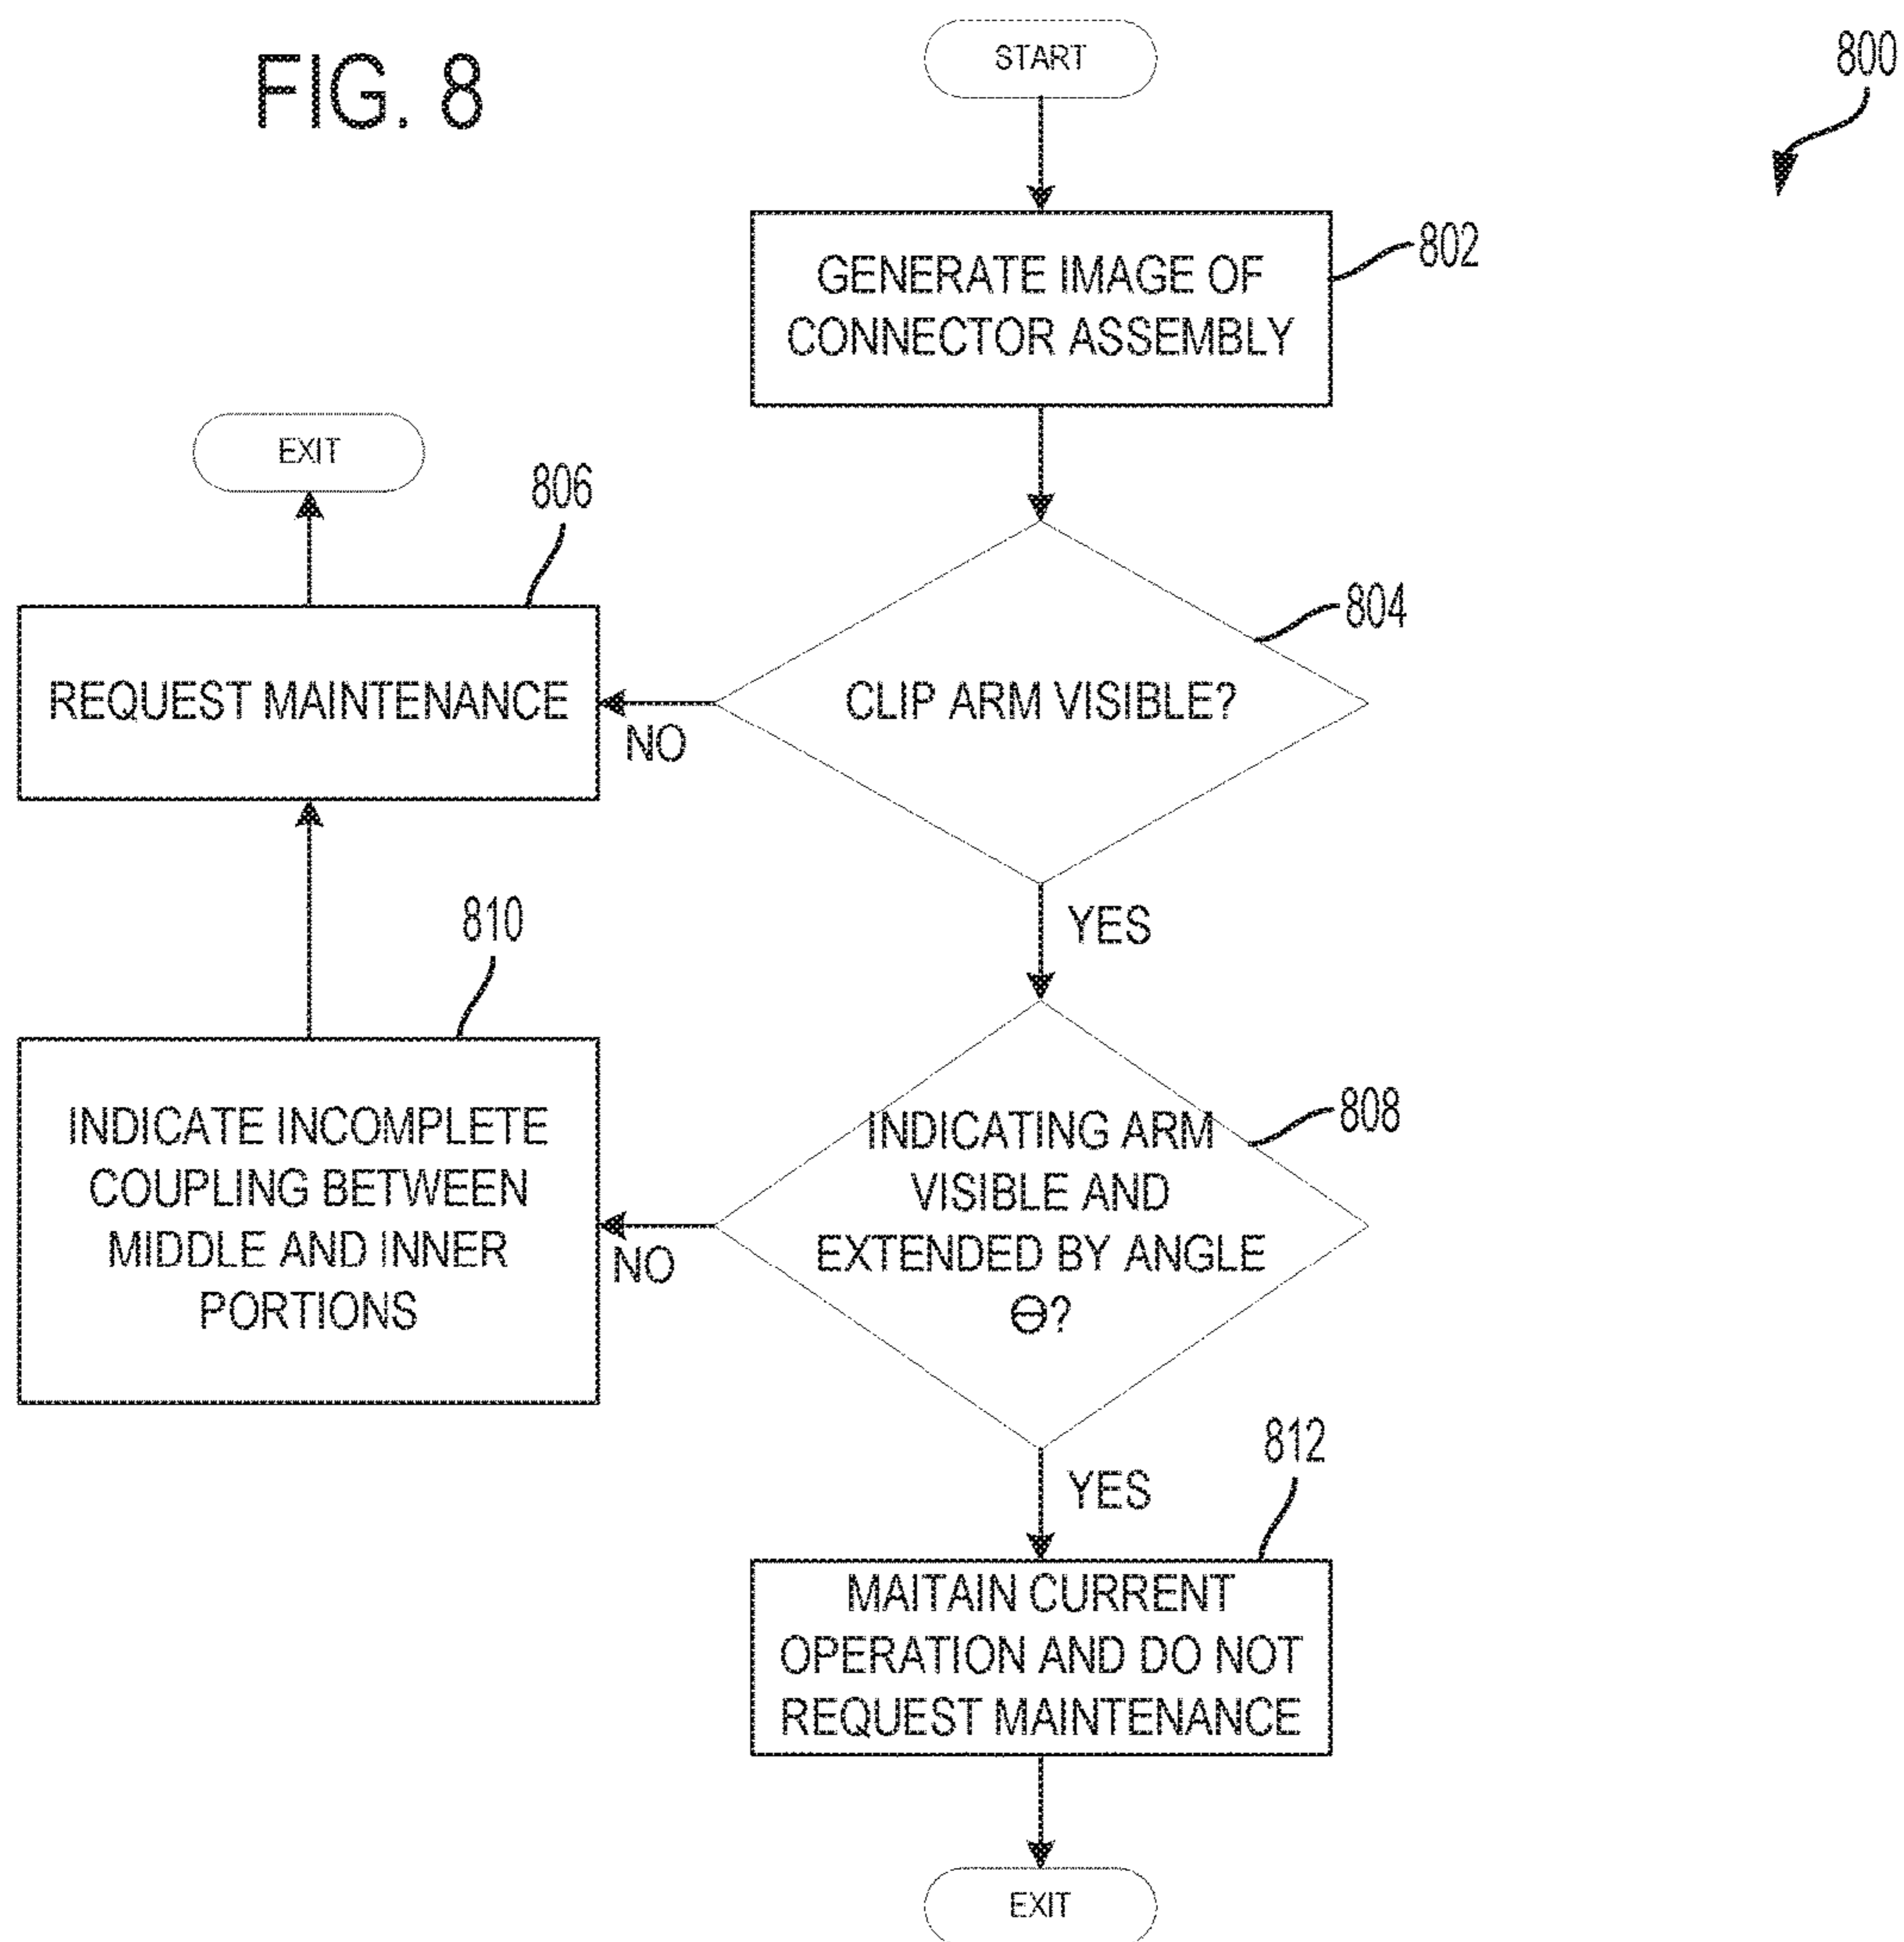 FIG. 8
START
800
GENERATE IMAGE OF
CONNECTOR ASSEMBLY
802
EXIT
806
REQUEST MAINTENANCE
NO
CLIP ARM VISIBLE?
804
YES
810
INDICATE INCOMPLETE
COUPLING BETWEEN
MIDDLE AND INNER
PORTIONS
NO
INDICATING ARM
VISIBLE AND
EXTENDED BY ANGLE
Θ?
808
YES
812
MAITAIN CURRENT
OPERATION AND DO NOT
REQUEST MAINTENANCE
EXIT